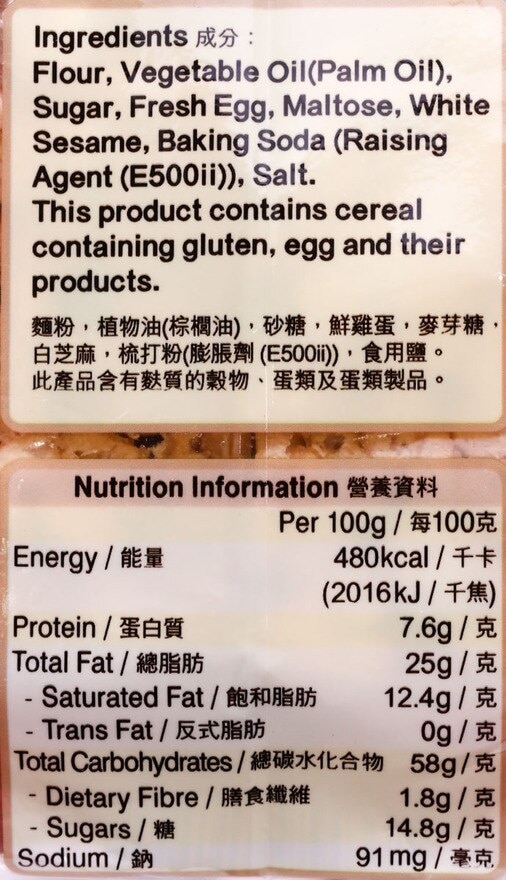 Ingredients 成分：
Flour, Vegetable Oil(Palm Oil),
Sugar, Fresh Egg, Maltose, White
Sesame, Baking Soda (Raising
Agent (E500ii)), Salt.
This product contains cereal
containing gluten, egg and their
products.
麵粉，植物油(棕櫚油)，砂糖，鮮雞蛋，麥芽糖，
白芝麻，梳打粉(膨脹劑 (E500ii))，食用鹽。
此產品含有麩質的穀物、蛋類及蛋類製品。
Nutrition Information 營養資料
Per 100g / 每100克
Energy / 能量 480kcal / 千卡
(2016kJ / 千焦)
Protein / 蛋白質 7.6g / 克
Total Fat / 總脂肪 25g / 克
- Saturated Fat / 飽和脂肪 12.4g / 克
- Trans Fat / 反式脂肪 0g / 克
Total Carbohydrates / 總碳水化合物 58g / 克
- Dietary Fibre / 膳食纖維 1.8g / 克
- Sugars / 糖 14.8g / 克
Sodium / 鈉 91mg / 毫克